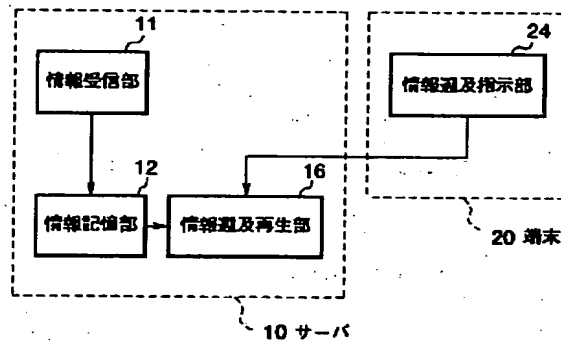 11
情報受信部
24
情報遡及指示部
12
情報記憶部
16
情報遡及再生部
20 端末
10 サーバ